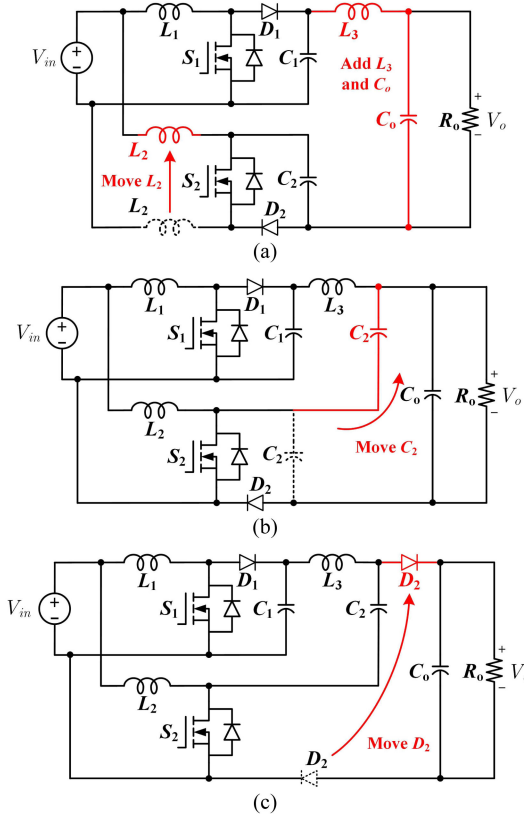 L1 D1 L3
Vin + − S1 C1 Add L3 and Co
L2 Co Ro + − Vo
Move L2 S2 C2
L2 D2
(a)
L1 D1 L3
Vin + − S1 C1 C2
L2 Co Ro + − Vo
S2 C2 Move C2
D2
(b)
L1 D1 L3 D2
Vin + − S1 C1 C2
L2 Co Ro + − V
S2 D2 Move D2
(c)